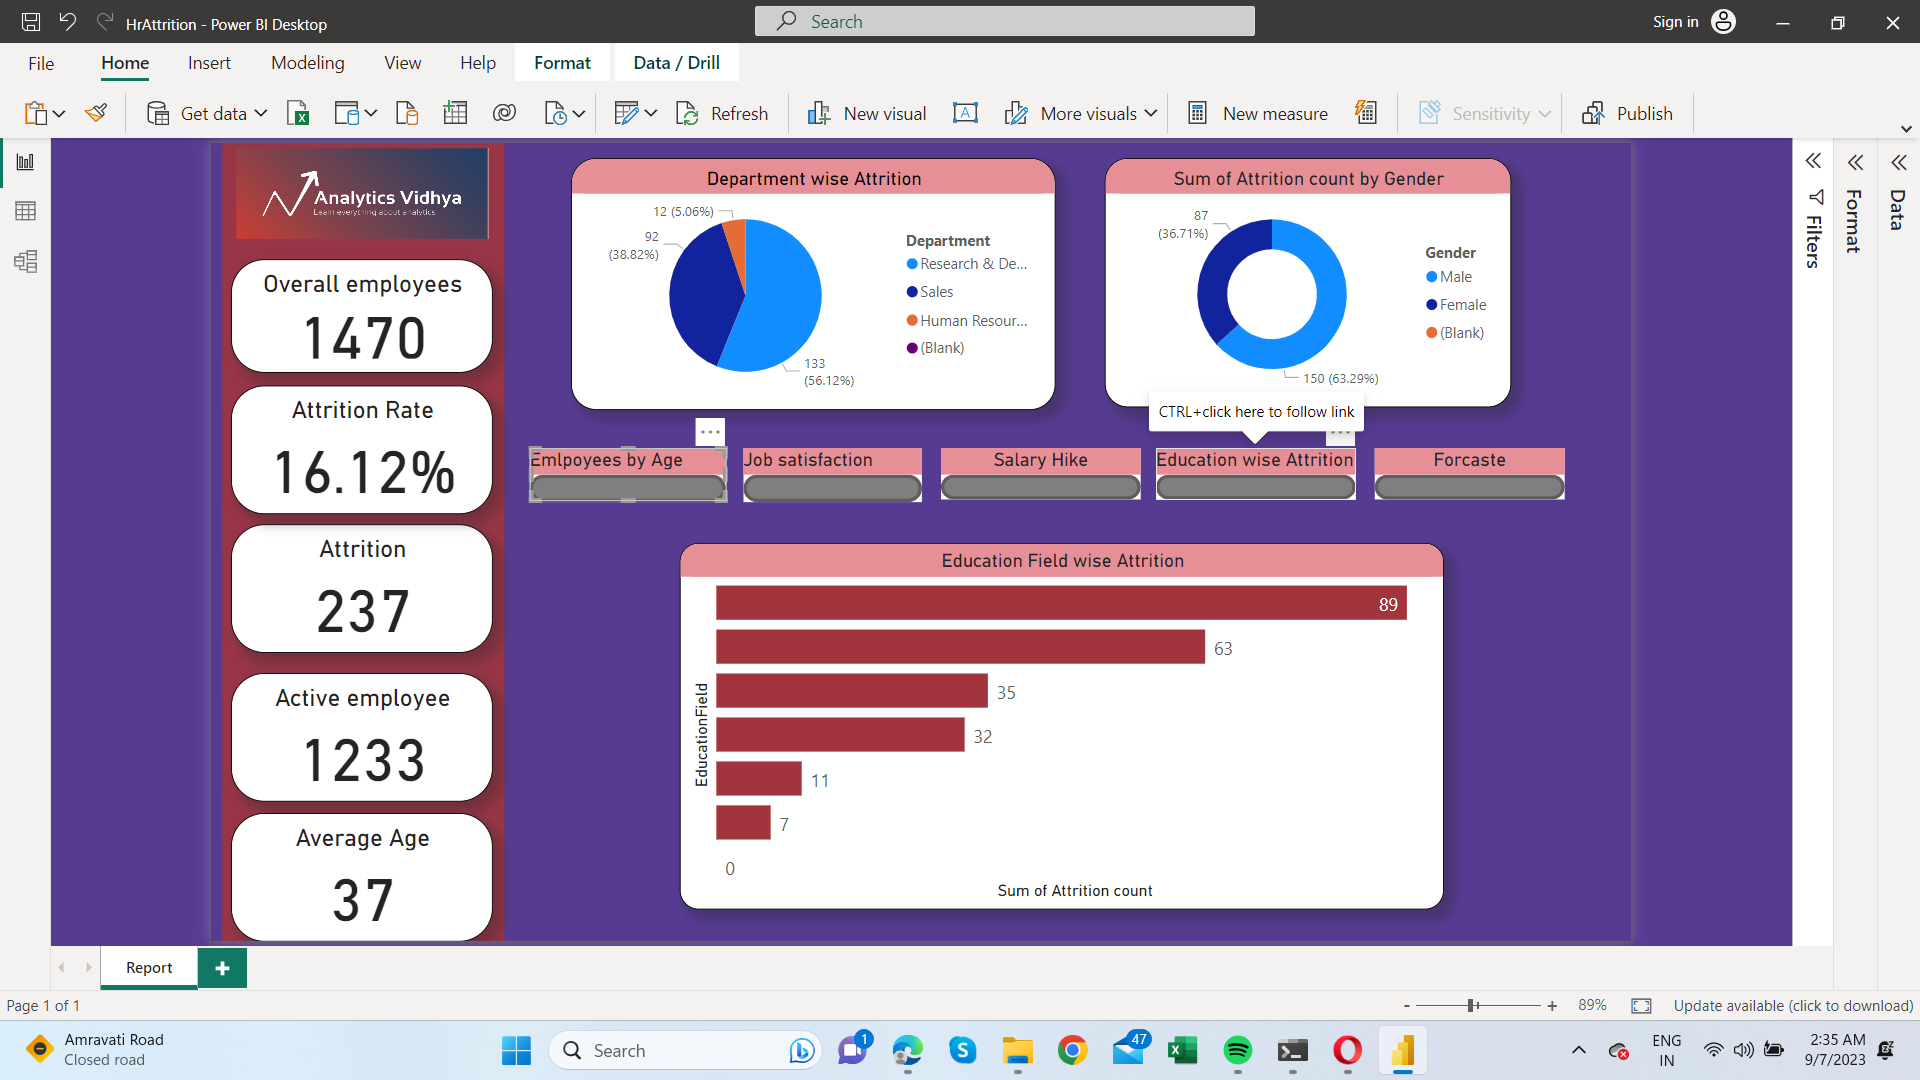 HrAttrition - Power BI Desktop
Search
Sign in
File
Home
Insert
Modeling
View
Help
Format
Data / Drill
Get data
Refresh
New visual
A
More visuals
New measure
Sensitivity
Publish
Analytics Vidhya
Learn everything about analytics
Overall employees
1470
Attrition Rate
16.12%
Attrition
237
Active employee
1233
Average Age
37
Department wise Attrition
12 (5.06%)
92
(38.82%)
133
(56.12%)
Department
Research & De...
Sales
Human Resour...
(Blank)
Sum of Attrition count by Gender
87
(36.71%)
150 (63.29%)
Gender
Male
Female
(Blank)
CTRL+click here to follow link
Emlpoyees by Age
Job satisfaction
Salary Hike
Education wise Attrition
Forcaste
Education Field wise Attrition
EducationField
89
63
35
32
11
7
0
Sum of Attrition count
Filters
Format
Data
Report
Page 1 of 1
- + 89%
Update available (click to download)
Amravati Road
Closed road
Search
1
47
ENG
IN
2:35 AM
9/7/2023